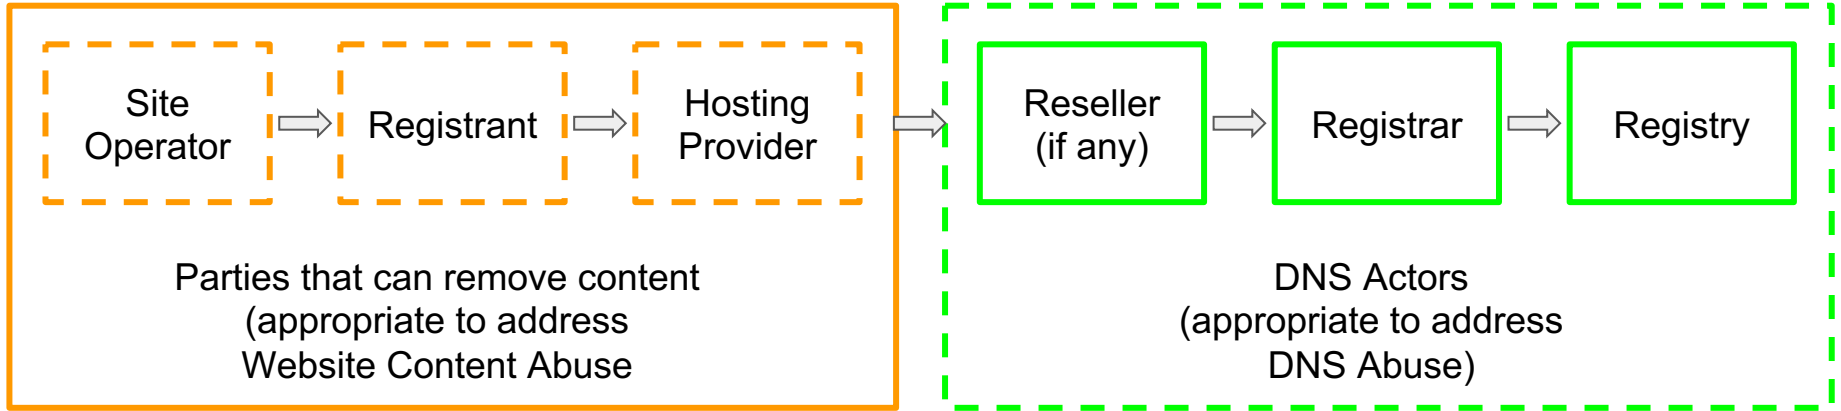 Site
Operator
Registrant
Hosting
Provider
Parties that can remove content
(appropriate to address
Website Content Abuse
Reseller
(if any)
Registrar
Registry
DNS Actors
(appropriate to address
DNS Abuse)